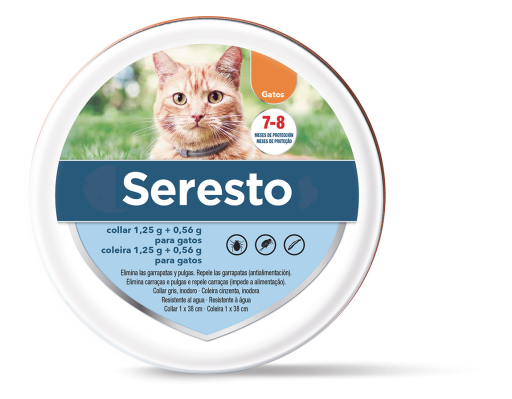 Gatos
7-8
MESES DE PROTECCIÓN
MESES DE PROTEÇÃO
Seresto
collar 1,25 g + 0,56 g
para gatos
coleira 1,25 g + 0,56 g
para gatos
Elimina las garrapatas y pulgas. Repele las garrapatas (antialimentación).
Elimina carraças e pulgas e repele carraças (impede a alimentação).
Collar gris, inodoro · Coleira cinzenta, inodora
Resistente al agua · Resistente à água
Collar 1 x 38 cm · Coleira 1 x 38 cm